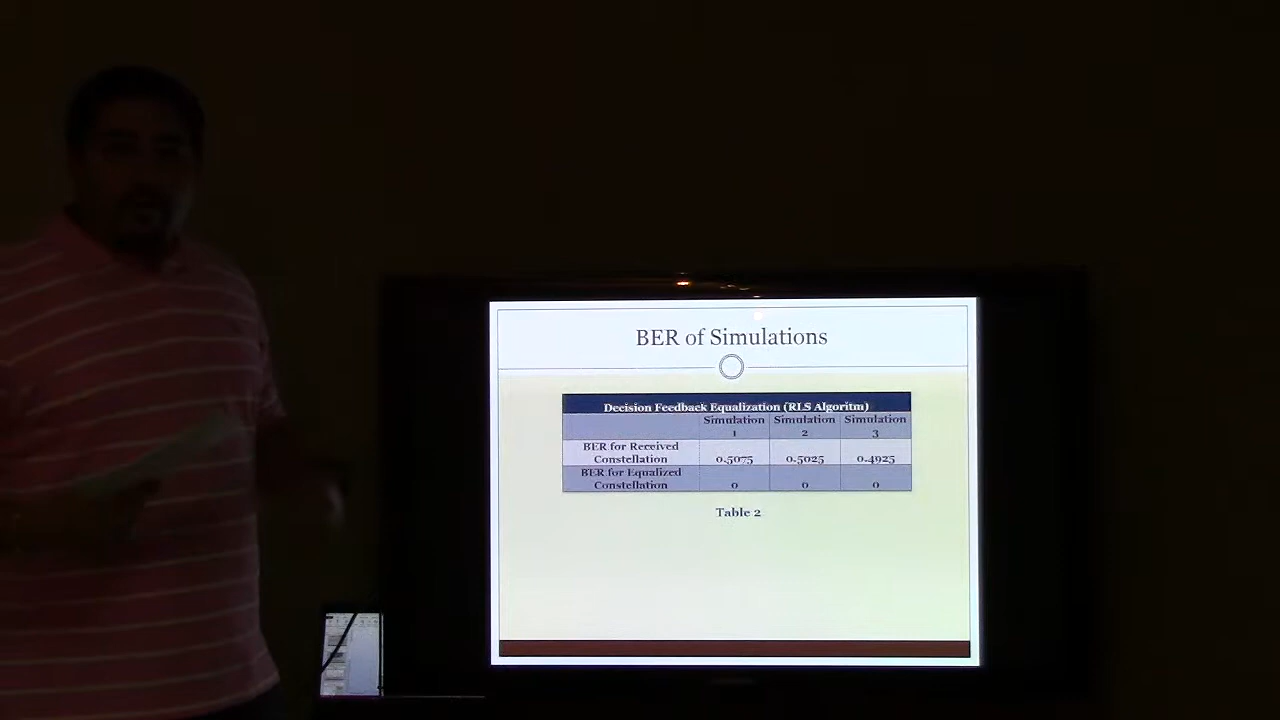 BER of Simulations
Decision Feedback Equalization (RLS Algoritm)
Simulation 1 Simulation 2 Simulation 3
BER for Received Constellation 0.5075 0.5025 0.4925
BER for Equalized Constellation 0 0 0
Table 2